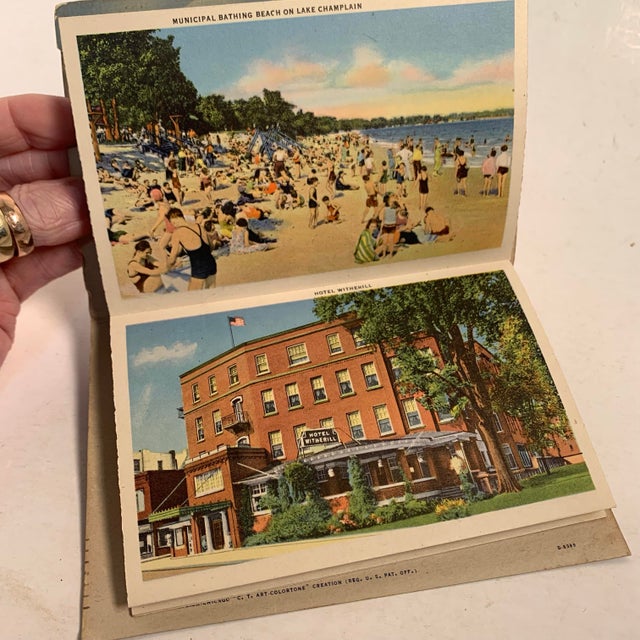 MUNICIPAL BATHING BEACH ON LAKE CHAMPLAIN
HOTEL WITHERILL
HOTEL
WITHERILL
"C. T. ART-COLORTONE" CREATION (REG. U. S. PAT. OFF.)